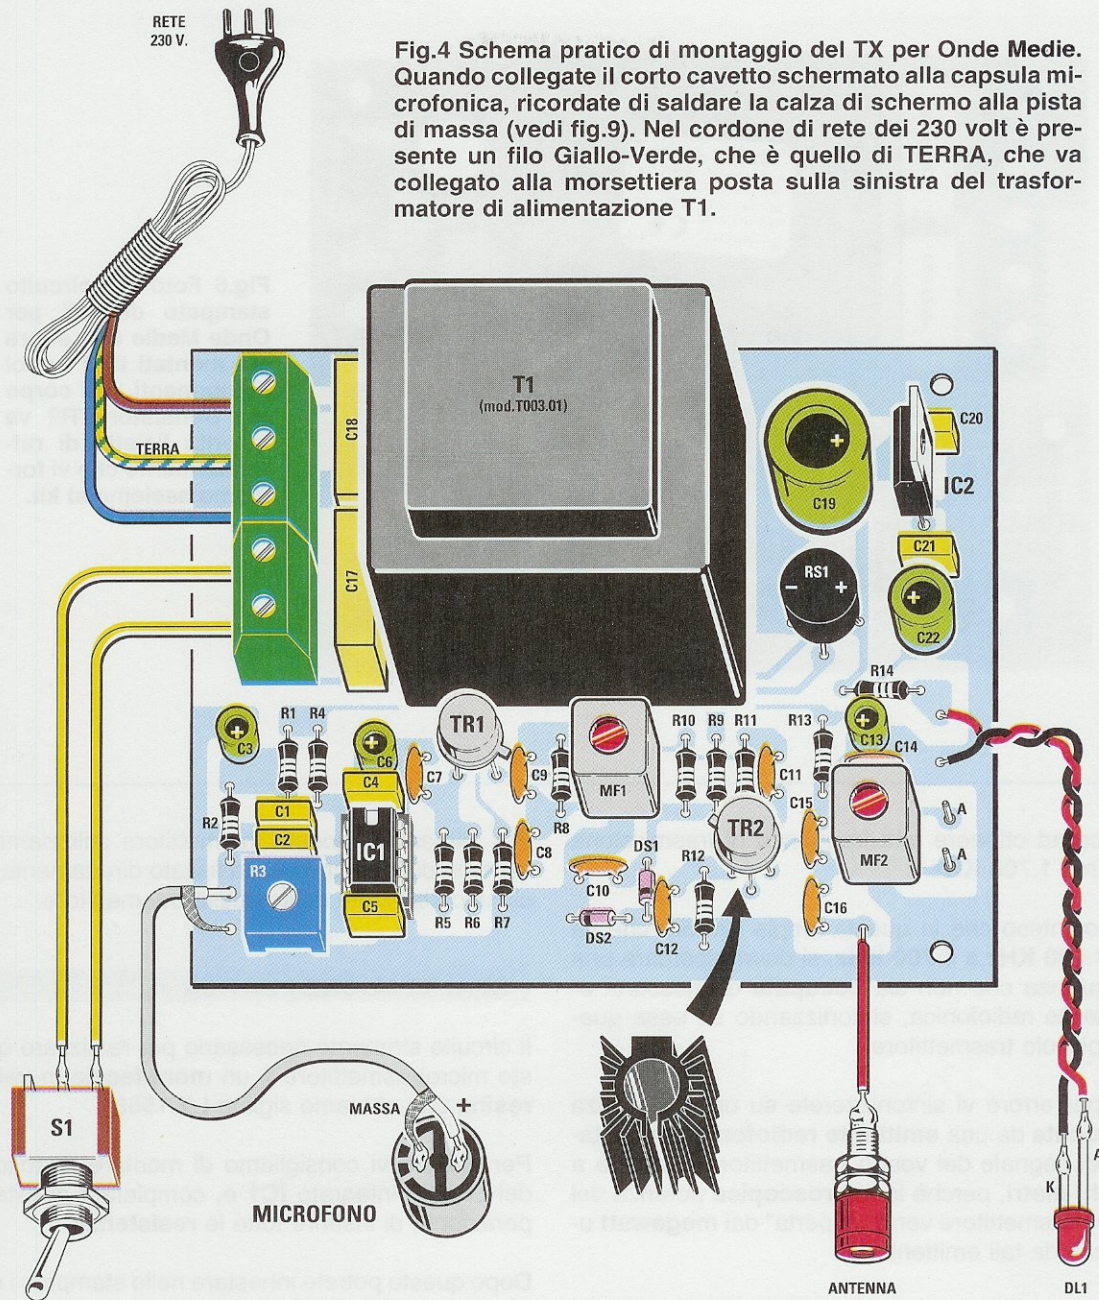 RETE
230 V.
Fig.4 Schema pratico di montaggio del TX per Onde Medie.
Quando collegate il corto cavetto schermato alla capsula mi-
crofonica, ricordate di saldare la calza di schermo alla pista
di massa (vedi fig.9). Nel cordone di rete dei 230 volt è pre-
sente un filo Giallo-Verde, che è quello di TERRA, che va
collegato alla morsettiera posta sulla sinistra del trasfor-
matore di alimentazione T1.
T1
(mod.T003.01)
C18
C20
TERRA
+
C19
IC2
C17
C21
RS1
- +
C22
R14
R1 R4
TR1
R10 R9 R11
R13
C3
C6
C13
C14
C4
C7
C9
C11
MF1
R2
C1
C2
R8
C15
A
IC1
TR2
MF2
C8
DS1
R12
R3
A
C10
C5
R5 R6 R7
C16
DS2
C12
S1
MASSA
+
MICROFONO
A
K
ANTENNA
DL1